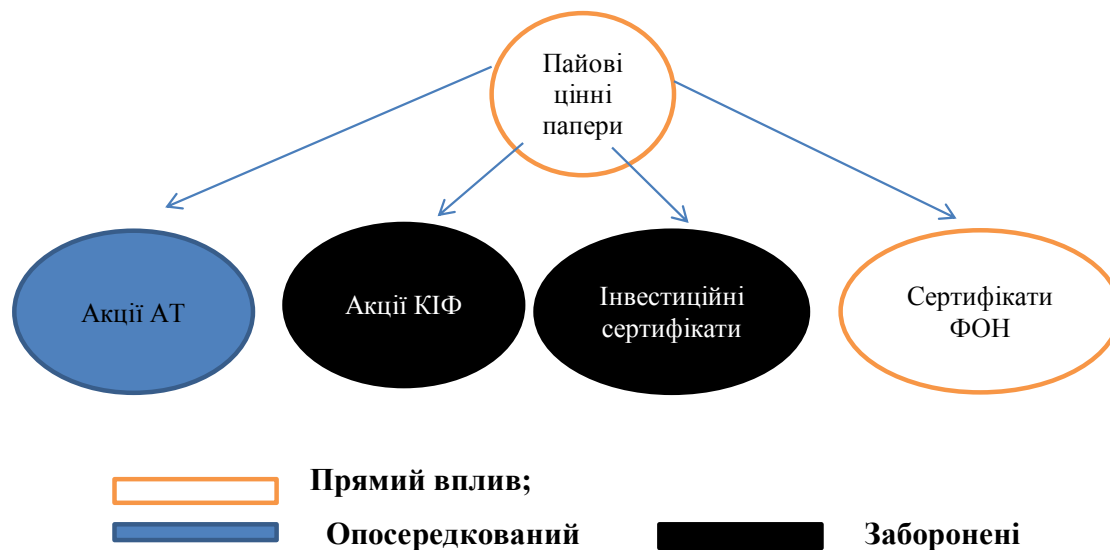 Пайові
цінні
папери
Акції АТ
Акції КІФ
Інвестиційні
сертифікати
Сертифікати
ФОН
Прямий вплив;
Опосередкований
Заборонені